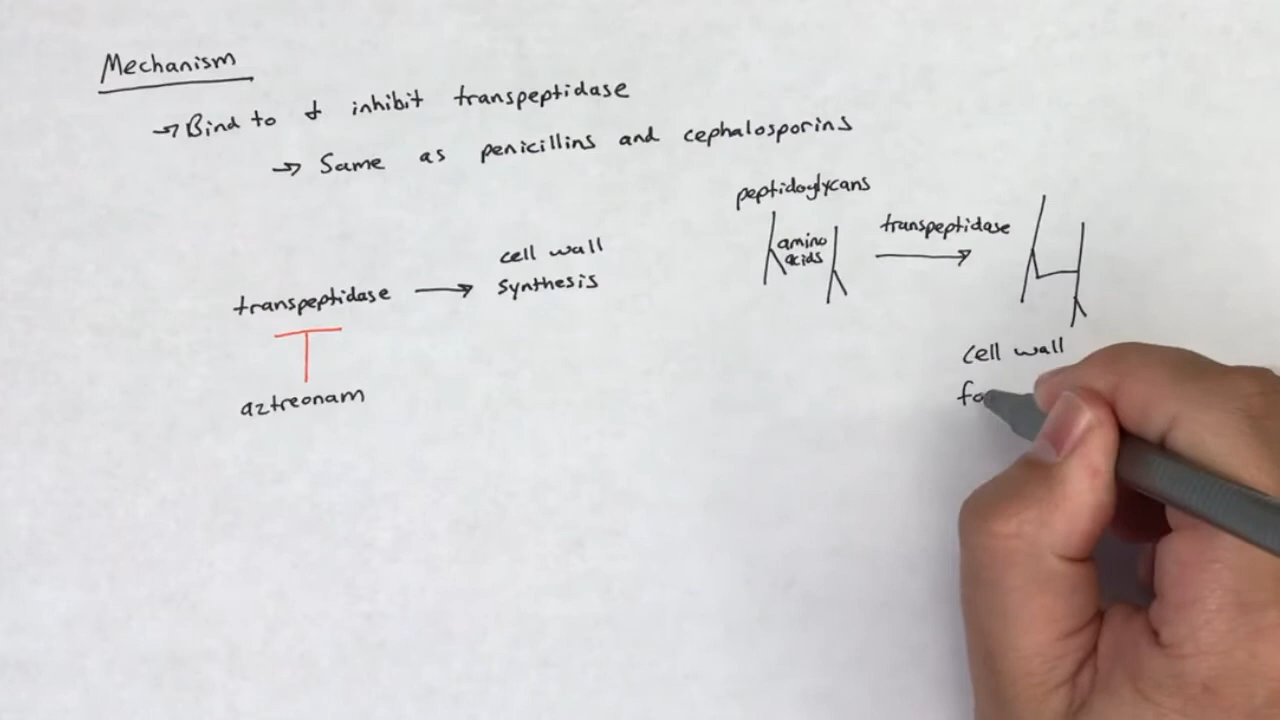 Mechanism
→ Bind to & inhibit transpeptidase
→ Same as penicillins and cephalosporins
peptidoglycans
amino
acids
transpeptidase
cell wall
synthesis
transpeptidase
aztreonam
cell wall
fo